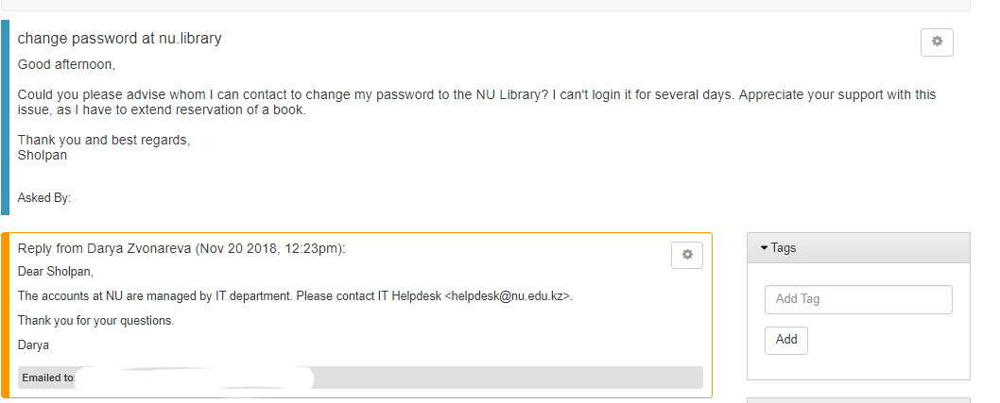 change password at nu.library
Good afternoon,
Could you please advise whom I can contact to change my password to the NU Library? I can't login it for several days. Appreciate your support with this
issue, as I have to extend reservation of a book.
Thank you and best regards,
Sholpan
Asked By:
Reply from Darya Zvonareva (Nov 20 2018, 12:23pm):
Dear Sholpan,
The accounts at NU are managed by IT department. Please contact IT Helpdesk <helpdesk@nu.edu.kz>.
Thank you for your questions.
Darya
Emailed to:
Tags
Add Tag
Add